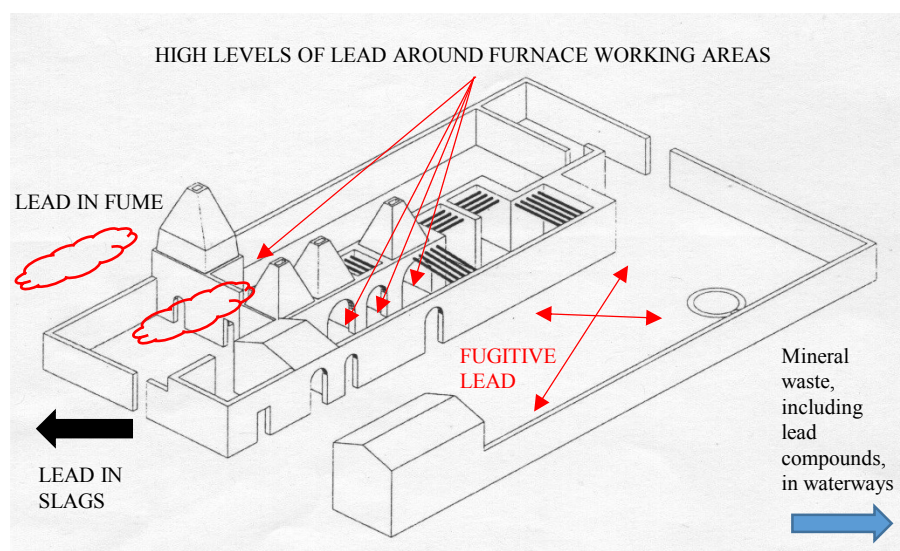 HIGH LEVELS OF LEAD AROUND FURNACE WORKING AREAS
LEAD IN FUME
FUGITIVE
LEAD
Mineral
waste,
including
lead
compounds,
in waterways
LEAD IN
SLAGS